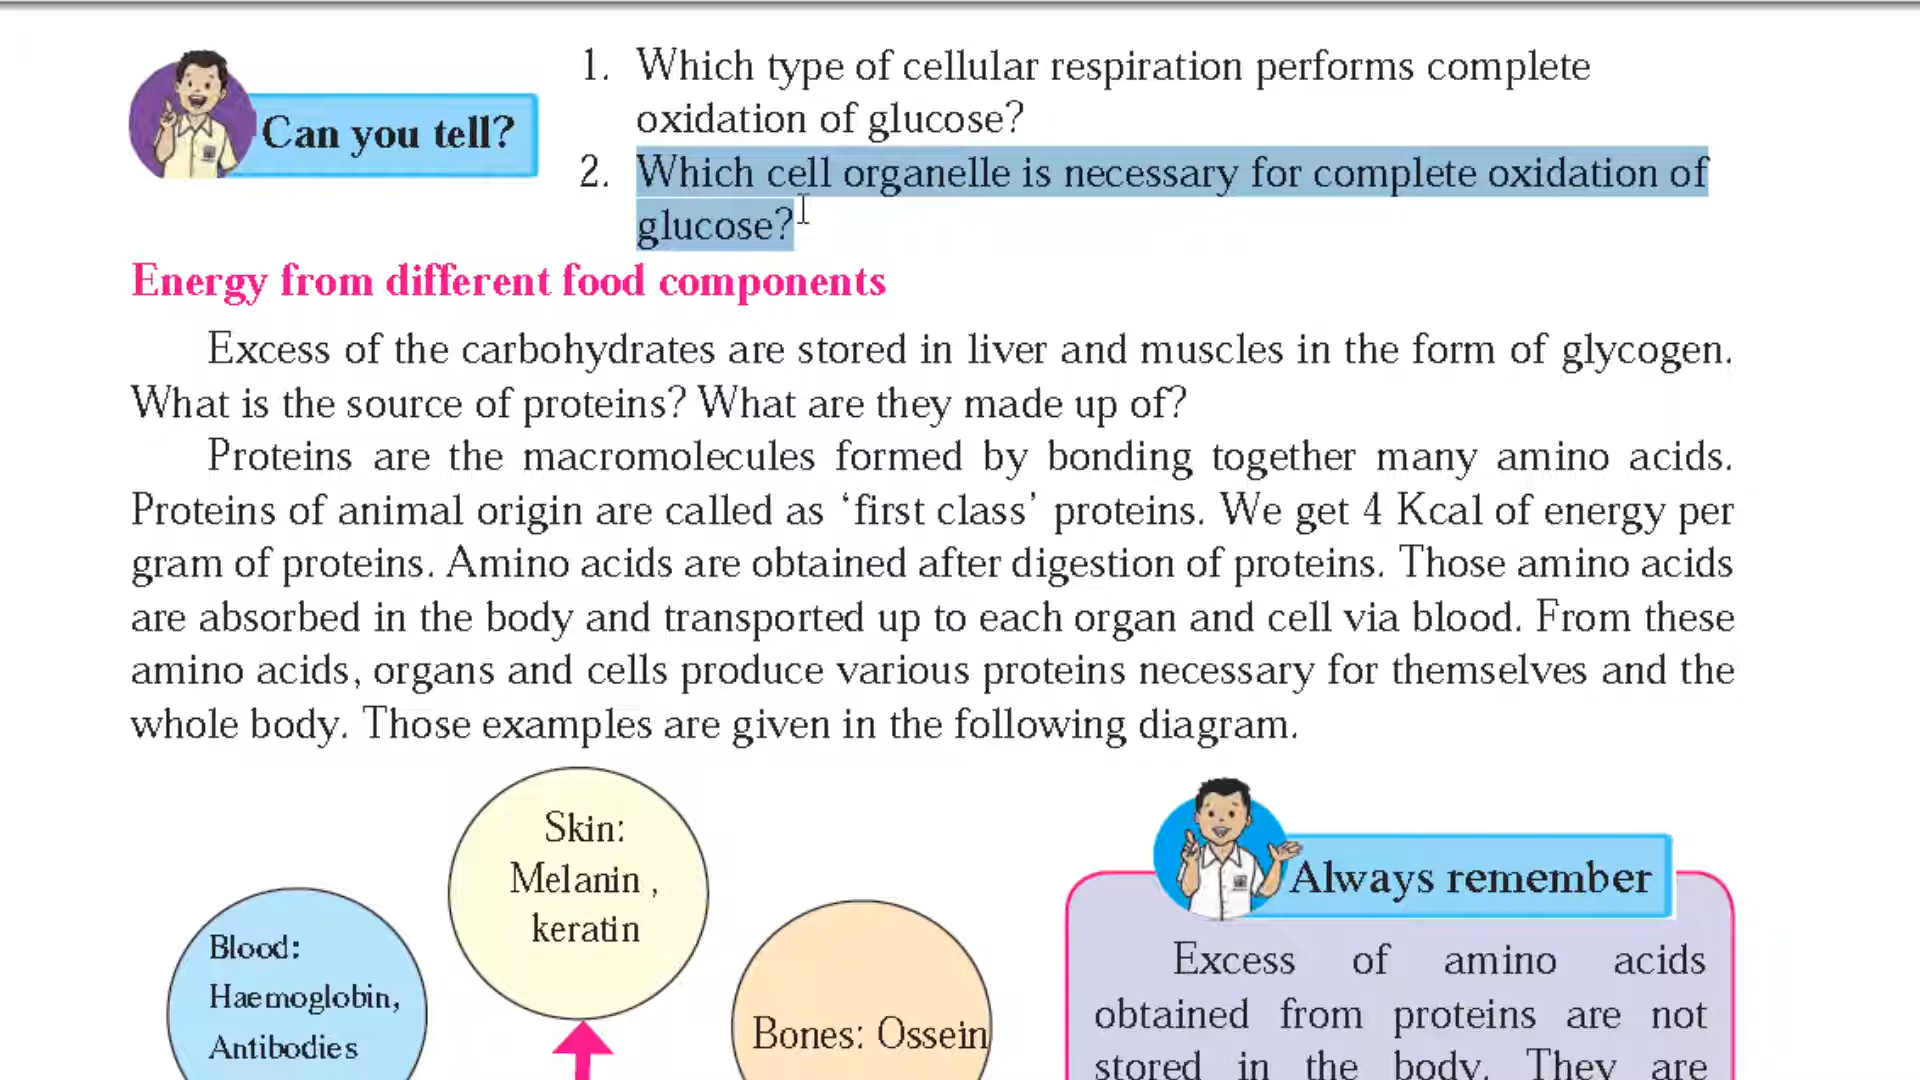 Can you tell?
1. Which type of cellular respiration performs complete
oxidation of glucose?
2. Which cell organelle is necessary for complete oxidation of
glucose?
Energy from different food components
Excess of the carbohydrates are stored in liver and muscles in the form of glycogen.
What is the source of proteins? What are they made up of?
Proteins are the macromolecules formed by bonding together many amino acids.
Proteins of animal origin are called as ‘first class’ proteins. We get 4 Kcal of energy per
gram of proteins. Amino acids are obtained after digestion of proteins. Those amino acids
are absorbed in the body and transported up to each organ and cell via blood. From these
amino acids, organs and cells produce various proteins necessary for themselves and the
whole body. Those examples are given in the following diagram.
Skin:
Melanin ,
keratin
Blood:
Haemoglobin,
Antibodies
Bones: Ossein
Always remember
Excess of amino acids
obtained from proteins are not
stored in the body. They are